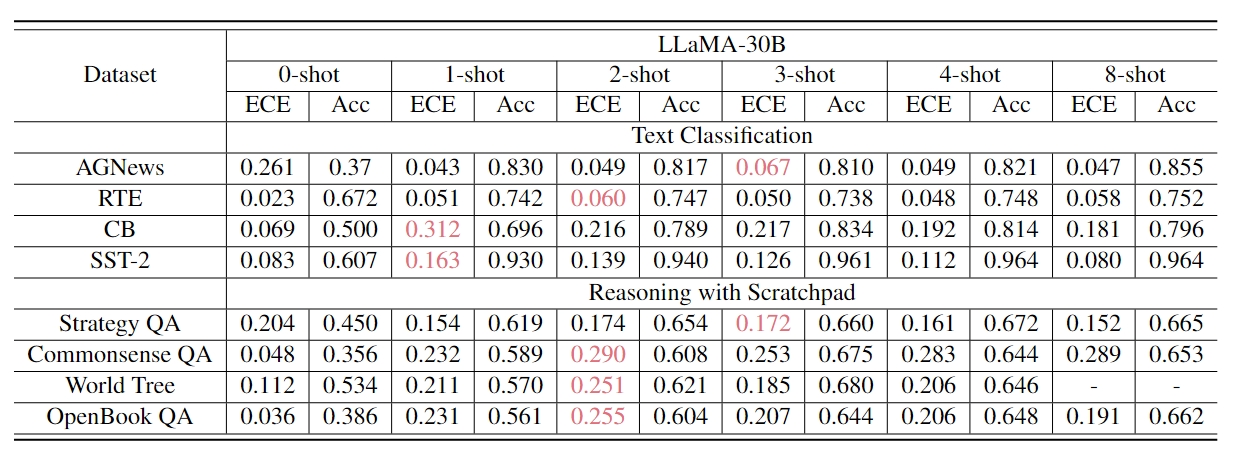 LLaMA-30B
Dataset 0-shot 1-shot 2-shot 3-shot 4-shot 8-shot
ECE Acc ECE Acc ECE Acc ECE Acc ECE Acc ECE Acc
Text Classification
AGNews 0.261 0.37 0.043 0.830 0.049 0.817 0.067 0.810 0.049 0.821 0.047 0.855
RTE 0.023 0.672 0.051 0.742 0.060 0.747 0.050 0.738 0.048 0.748 0.058 0.752
CB 0.069 0.500 0.312 0.696 0.216 0.789 0.217 0.834 0.192 0.814 0.181 0.796
SST-2 0.083 0.607 0.163 0.930 0.139 0.940 0.126 0.961 0.112 0.964 0.080 0.964
Reasoning with Scratchpad
Strategy QA 0.204 0.450 0.154 0.619 0.174 0.654 0.172 0.660 0.161 0.672 0.152 0.665
Commonsense QA 0.048 0.356 0.232 0.589 0.290 0.608 0.253 0.675 0.283 0.644 0.289 0.653
World Tree 0.112 0.534 0.211 0.570 0.251 0.621 0.185 0.680 0.206 0.646 - -
OpenBook QA 0.036 0.386 0.231 0.561 0.255 0.604 0.207 0.644 0.206 0.648 0.191 0.662